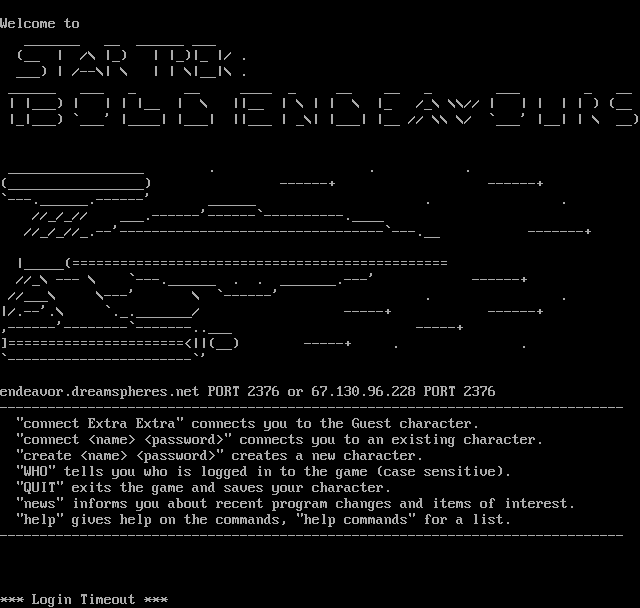 Welcome to
STAR TREK:
BOLD ENDEAVOURS
endeavor.dreamspheres.net PORT 2376 or 67.130.96.228 PORT 2376
"connect Extra Extra" connects you to the Guest character.
"connect <name> <password>" connects you to an existing character.
"create <name> <password>" creates a new character.
"WHO" tells you who is logged in to the game (case sensitive).
"QUIT" exits the game and saves your character.
"news" informs you about recent program changes and items of interest.
"help" gives help on the commands, "help commands" for a list.
*** Login Timeout ***